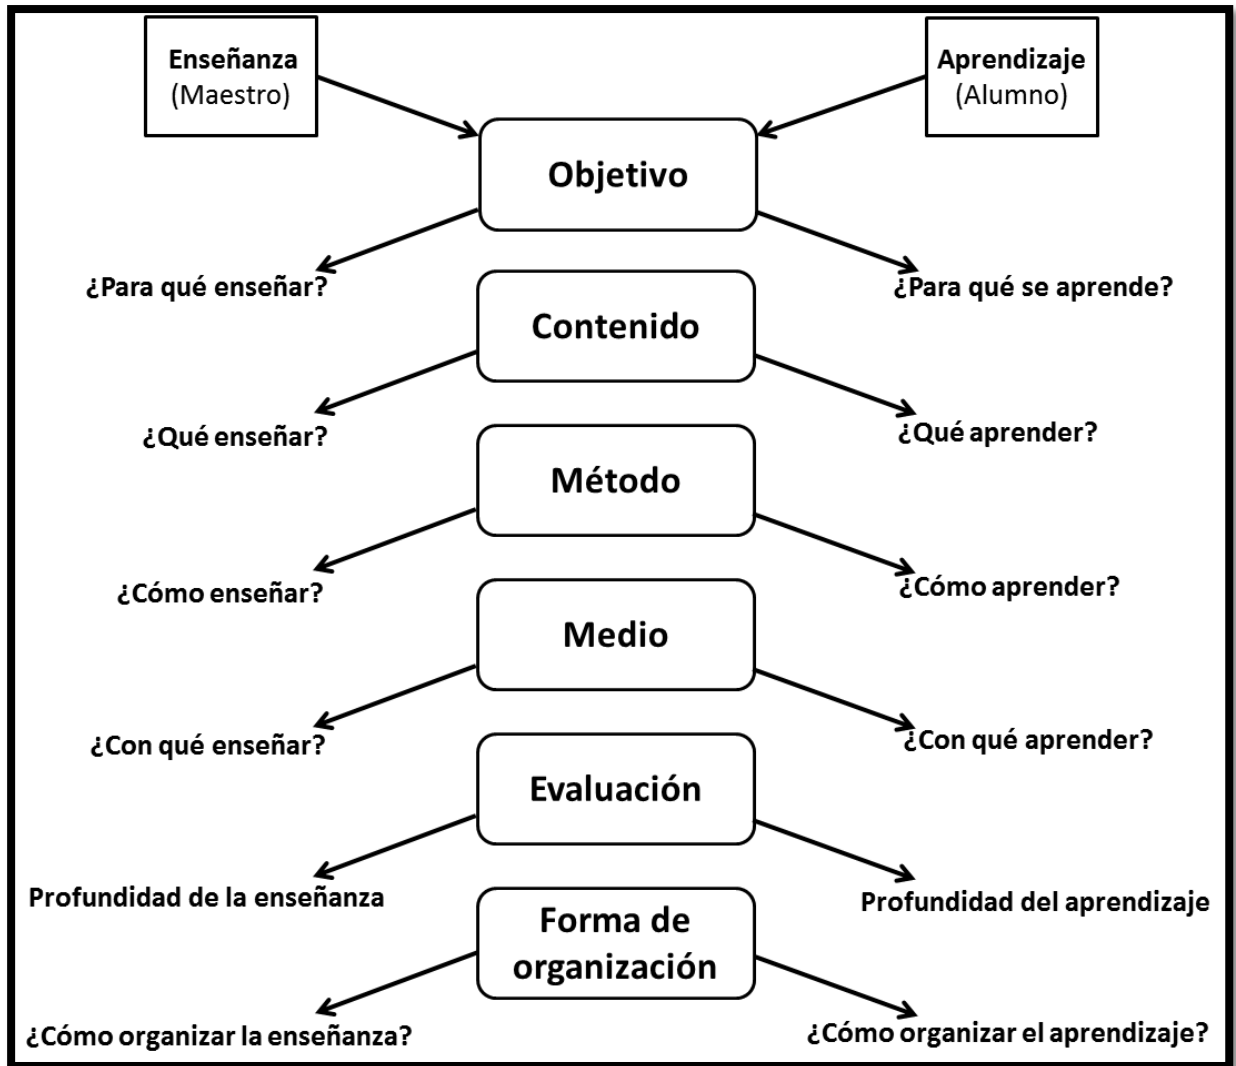 Enseñanza
(Maestro)
Aprendizaje
(Alumno)
Objetivo
¿Para qué enseñar?
¿Para qué se aprende?
Contenido
¿Qué enseñar?
¿Qué aprender?
Método
¿Cómo enseñar?
¿Cómo aprender?
Medio
¿Con qué enseñar?
¿Con qué aprender?
Evaluación
Profundidad de la enseñanza
Profundidad del aprendizaje
Forma de
organización
¿Cómo organizar la enseñanza?
¿Cómo organizar el aprendizaje?